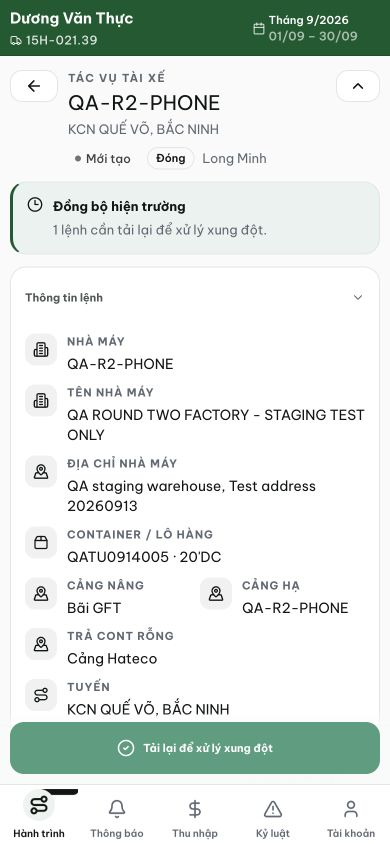 Dương Văn Thực
15H-021.39
Tháng 9/2026
01/09 – 30/09
TÁC VỤ TÀI XẾ
QA-R2-PHONE
KCN QUẾ VÕ, BẮC NINH
Mới tạo
Đóng
Long Minh
Đồng bộ hiện trường
1 lệnh cần tải lại để xử lý xung đột.
Thông tin lệnh
NHÀ MÁY
QA-R2-PHONE
TÊN NHÀ MÁY
QA ROUND TWO FACTORY - STAGING TEST
ONLY
ĐỊA CHỈ NHÀ MÁY
QA staging warehouse, Test address
20260913
CONTAINER / LÔ HÀNG
QATU0914005 · 20'DC
CẢNG NÂNG
Bãi GFT
CẢNG HẠ
QA-R2-PHONE
TRẢ CONT RỖNG
Cảng Hateco
TUYẾN
KCN QUẾ VÕ, BẮC NINH
Tải lại để xử lý xung đột
Hành trình
Thông báo
Thu nhập
Kỷ luật
Tài khoản